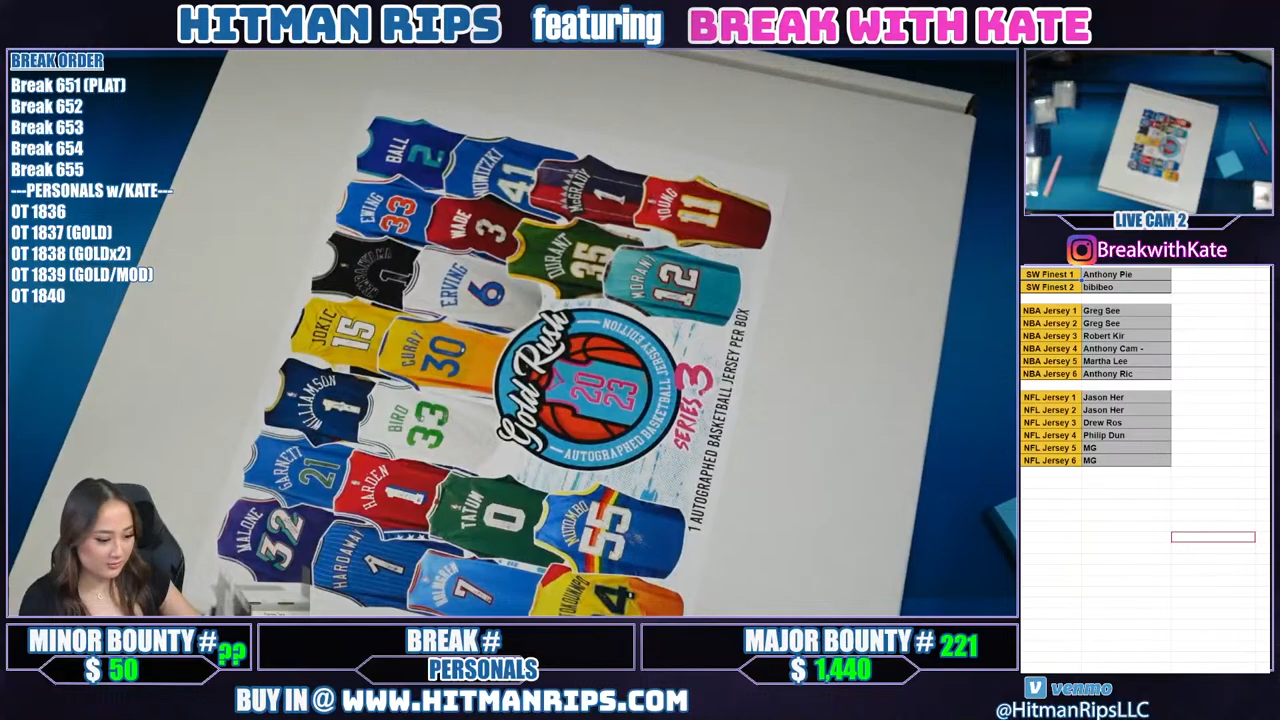 HITMAN RIPS featuring BREAK WITH KATE
BREAK ORDER
Break 651 (PLAT)
Break 652
Break 653
Break 654
Break 655
---PERSONALS w/KATE---
OT 1836
OT 1837 (GOLD)
OT 1838 (GOLDx2)
OT 1839 (GOLD/MOD)
OT 1840
BALL 2
NOWITZKI 41
McGRADY 1
YOUNG 11
EWING 33
WADE 3
DURANT 35
MORANT 12
1
ERVING 6
JOKIC 15
CURRY 30
WILLIAMSON 1
BIRD 33
GARNETT 21
HARDEN 1
TATUM 0
MUTOMBO 55
MALONE 32
HARDAWAY 1
HOLMGREN 7
4
Gold Rush
2023
AUTOGRAPHED BASKETBALL JERSEY EDITION
SERIES 3
1 AUTOGRAPHED BASKETBALL JERSEY PER BOX
LIVE CAM 2
BreakwithKate
SW Finest 1 Anthony Pie
SW Finest 2 bibibeo
NBA Jersey 1 Greg See
NBA Jersey 2 Greg See
NBA Jersey 3 Robert Kir
NBA Jersey 4 Anthony Cam -
NBA Jersey 5 Martha Lee
NBA Jersey 6 Anthony Ric
NFL Jersey 1 Jason Her
NFL Jersey 2 Jason Her
NFL Jersey 3 Drew Ros
NFL Jersey 4 Philip Dun
NFL Jersey 5 MG
NFL Jersey 6 MG
MINOR BOUNTY # ??
$ 50
BREAK #
PERSONALS
MAJOR BOUNTY # 221
$ 1,440
BUY IN @ WWW.HITMANRIPS.COM
venmo
@HitmanRipsLLC